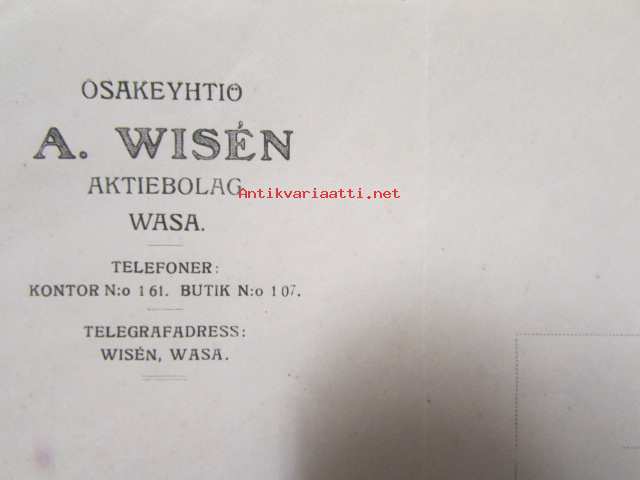 OSAKEYHTIÖ
A. WISÉN
AKTIEBOLAG
Antikvariaatti.net
WASA.
TELEFONER:
KONTOR N:o 161. BUTIK N:o 107.
TELEGRAFADRESS:
WISÉN, WASA.